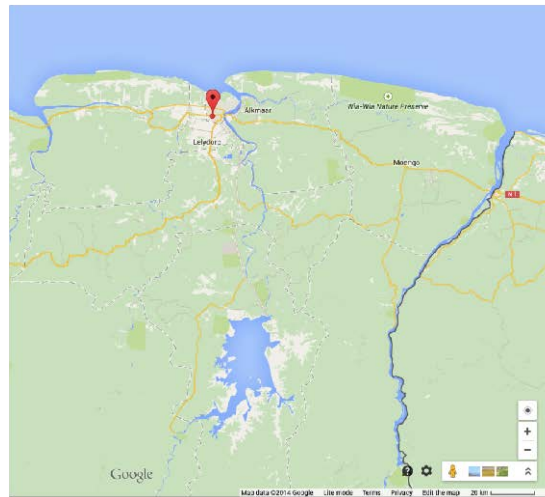 Alkmaar
Wia-Wia Nature Preserve
Lelydorp
Moengo
N1
Google
Map data ©2014 Google Lite mode Terms Privacy Edit the map 20 km